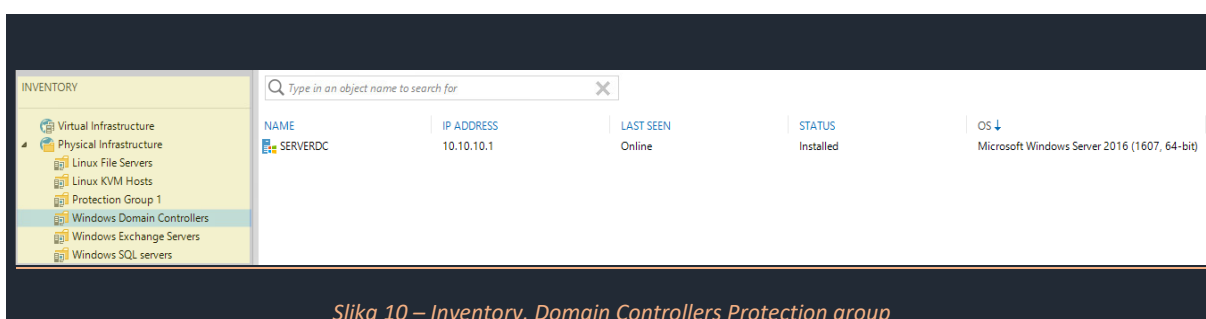 INVENTORY
Type in an object name to search for
Virtual Infrastructure
Physical Infrastructure
Linux File Servers
Linux KVM Hosts
Protection Group 1
Windows Domain Controllers
Windows Exchange Servers
Windows SQL servers
NAME IP ADDRESS LAST SEEN STATUS OS ↓
SERVERDC 10.10.10.1 Online Installed Microsoft Windows Server 2016 (1607, 64-bit)
Slika 10 – Inventory, Domain Controllers Protection group